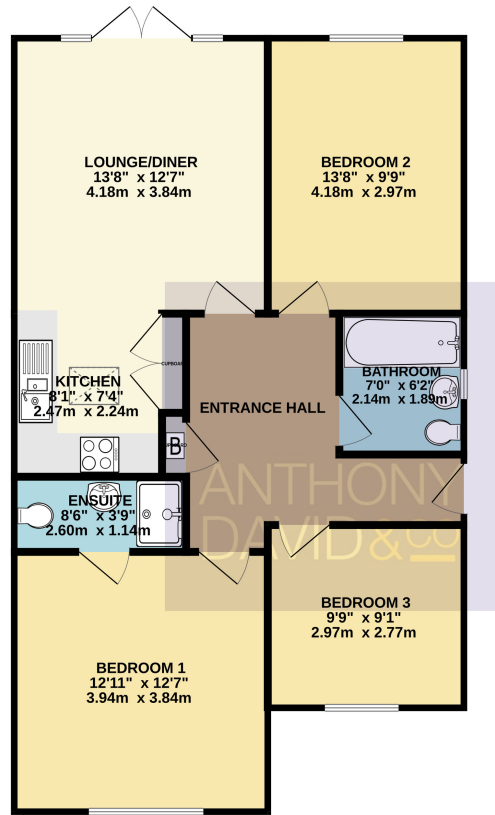 LOUNGE/DINER
13'8" x 12'7"
4.18m x 3.84m
BEDROOM 2
13'8" x 9'9"
4.18m x 2.97m
CUPBOARD
KITCHEN
8'1" x 7'4"
2.47m x 2.24m
BATHROOM
7'0" x 6'2"
2.14m x 1.89m
ENTRANCE HALL
B
ANTHONY
DAVID & CO
ENSUITE
8'6" x 3'9"
2.60m x 1.14m
BEDROOM 3
9'9" x 9'1"
2.97m x 2.77m
BEDROOM 1
12'11" x 12'7"
3.94m x 3.84m